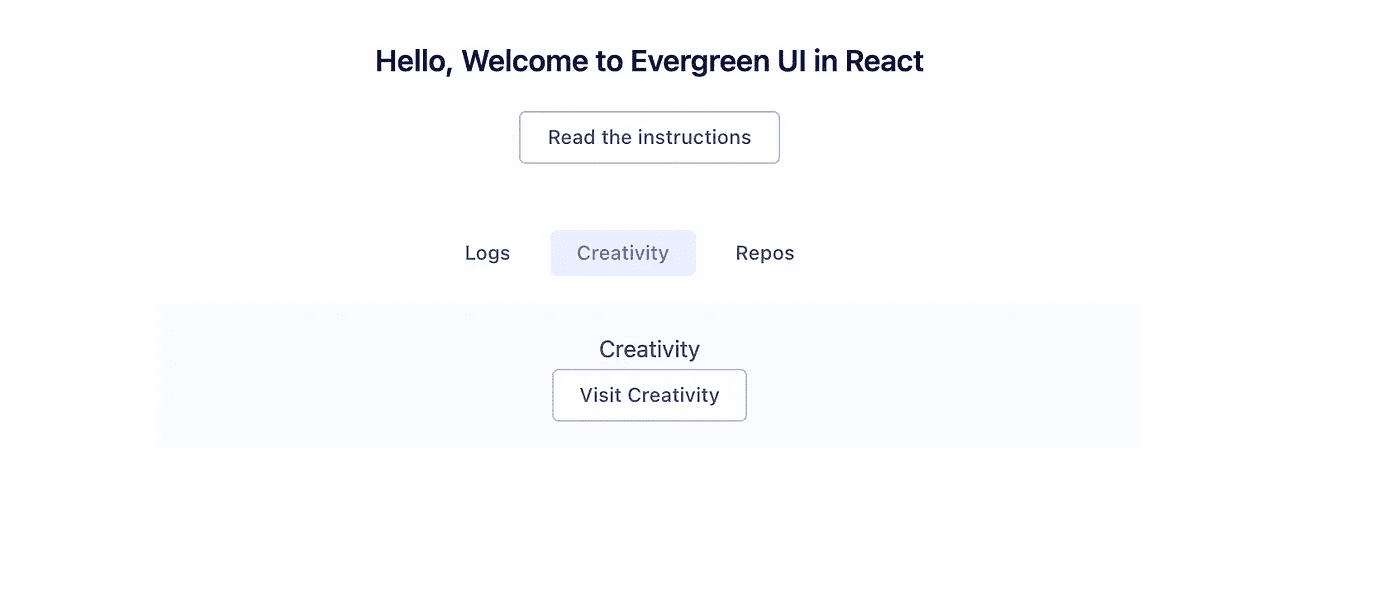 Hello, Welcome to Evergreen UI in React
Read the instructions
Logs Creativity Repos
Creativity
Visit Creativity